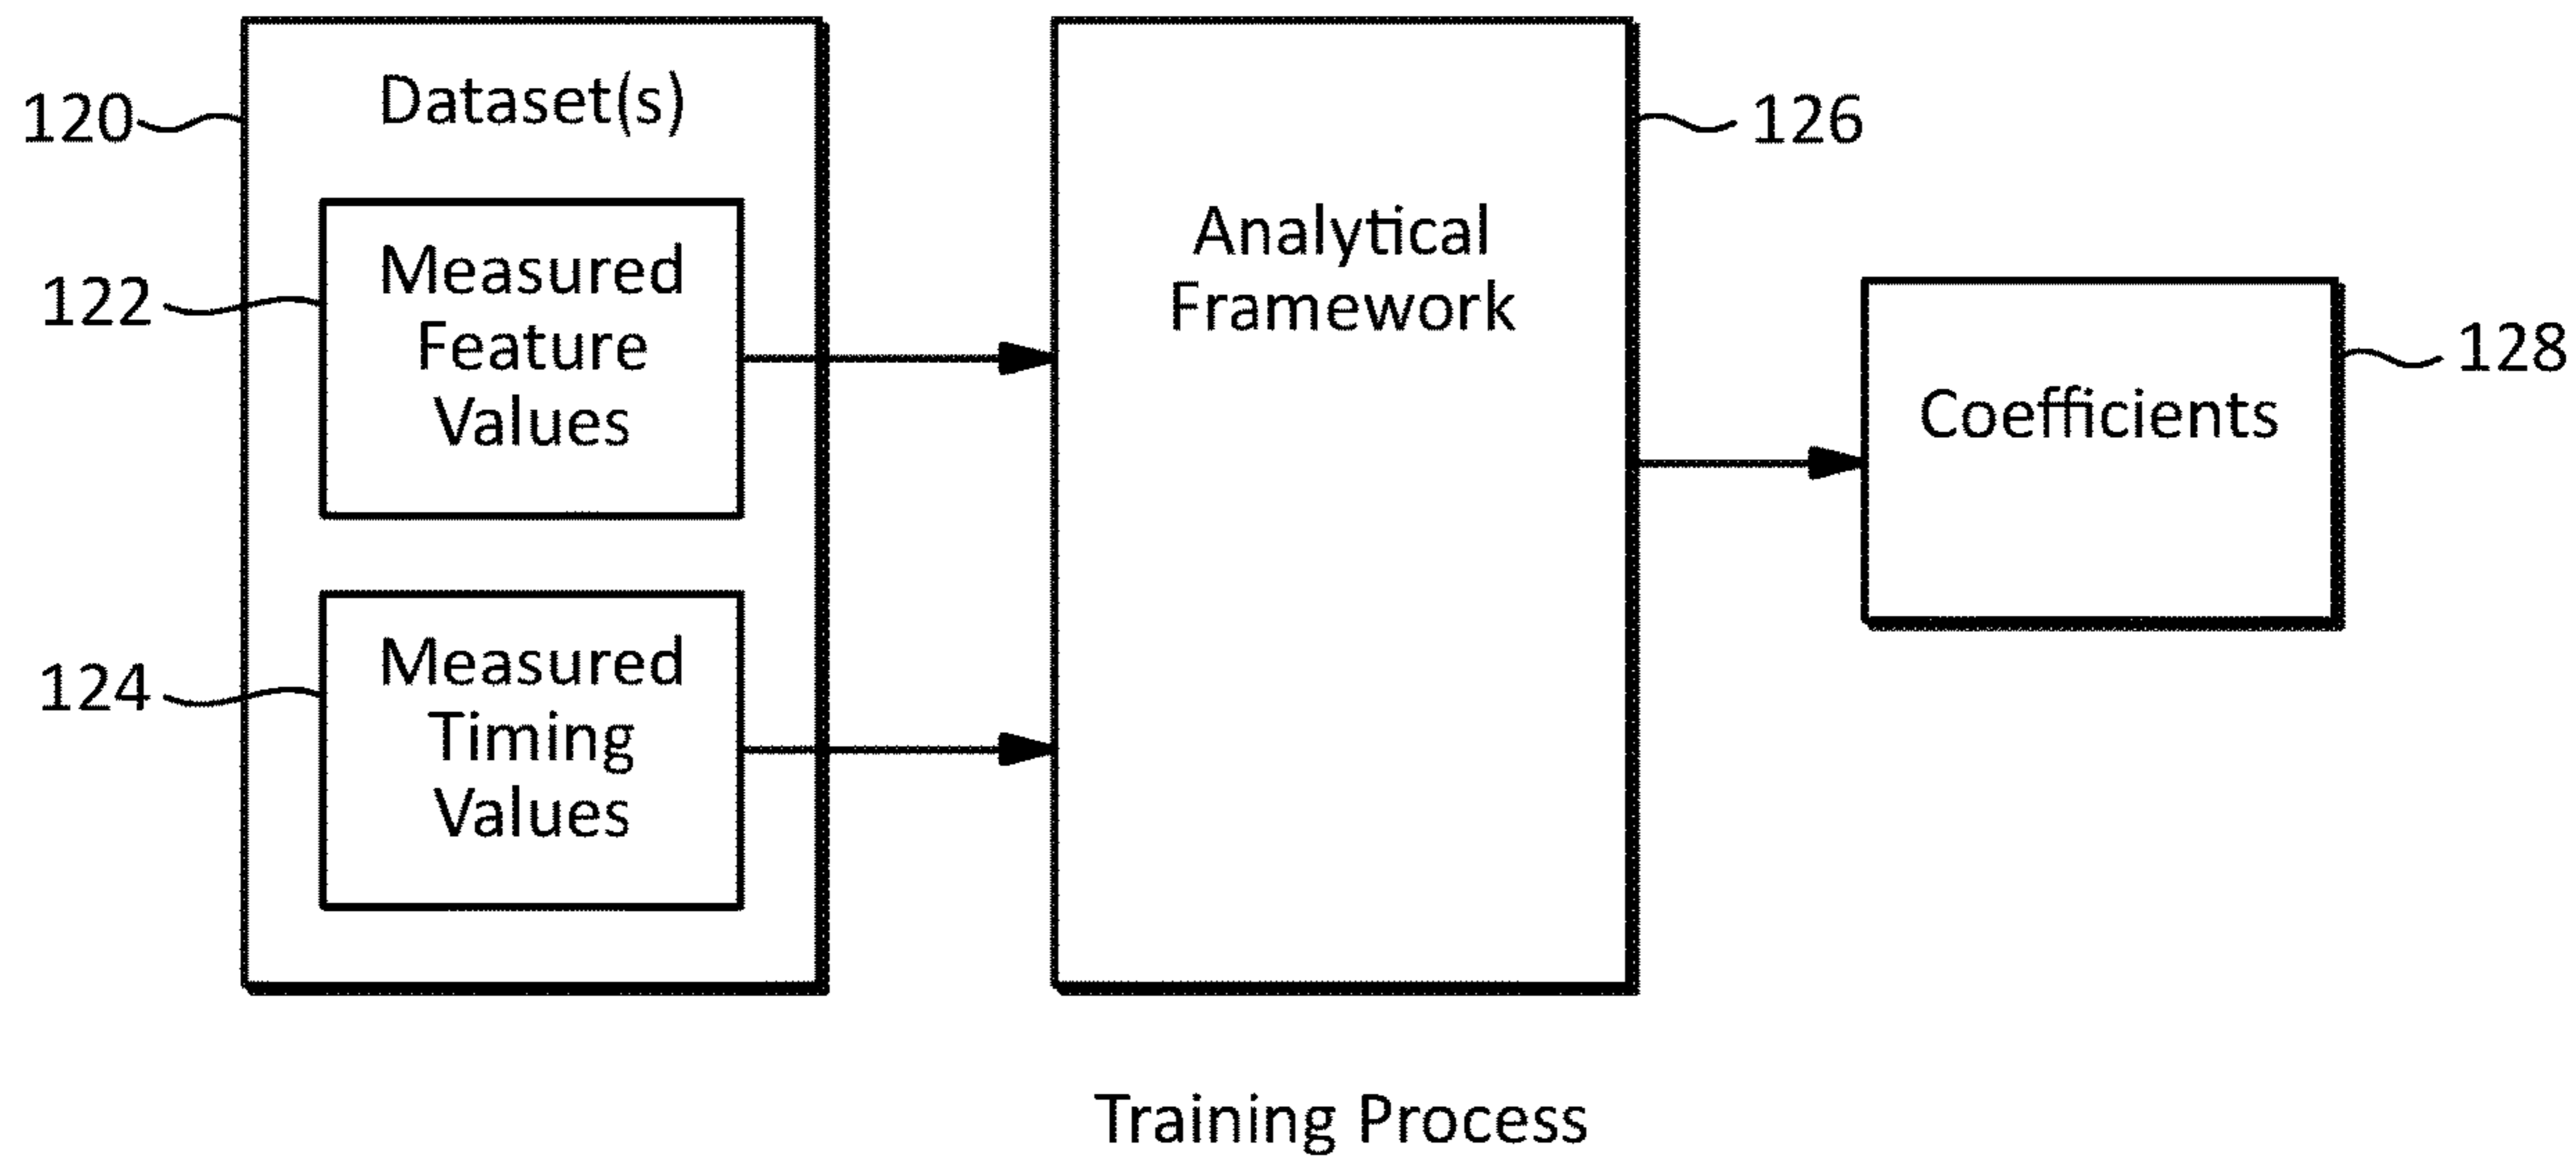 120
Dataset(s)
122
Measured
Feature
Values
124
Measured
Timing
Values
126
Analytical
Framework
128
Coefficients
Training Process